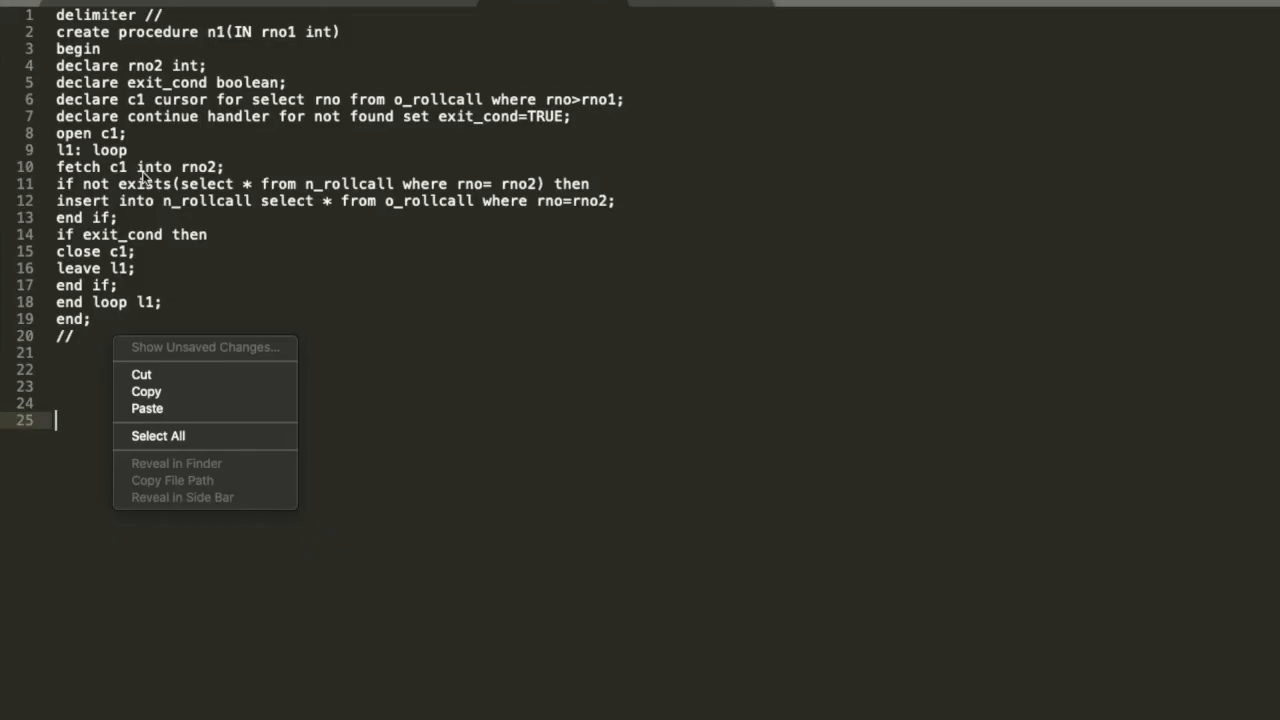 1 delimiter //
2 create procedure n1(IN rno1 int)
3 begin
4 declare rno2 int;
5 declare exit_cond boolean;
6 declare c1 cursor for select rno from o_rollcall where rno>rno1;
7 declare continue handler for not found set exit_cond=TRUE;
8 open c1;
9 l1: loop
10 fetch c1 into rno2;
11 if not exists(select * from n_rollcall where rno= rno2) then
12 insert into n_rollcall select * from o_rollcall where rno=rno2;
13 end if;
14 if exit_cond then
15 close c1;
16 leave l1;
17 end if;
18 end loop l1;
19 end;
20 //
21
22
23
24
25
Show Unsaved Changes...
Cut
Copy
Paste
Select All
Reveal in Finder
Copy File Path
Reveal in Side Bar